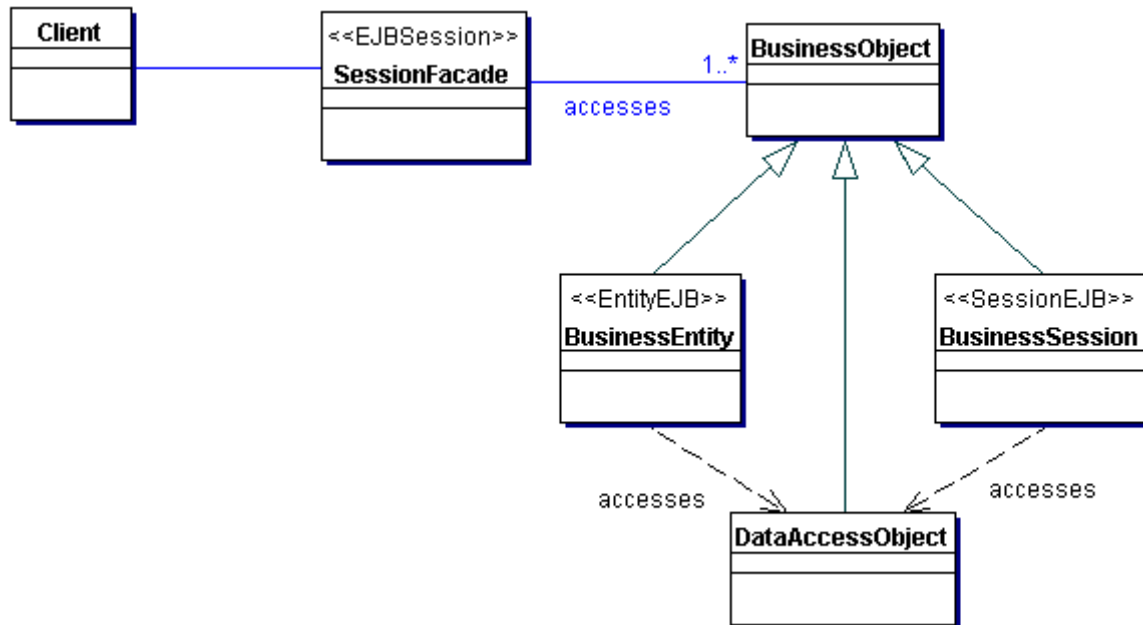 Client
<<EJBSession>>
SessionFacade
1..*
accesses
BusinessObject
<<EntityEJB>>
BusinessEntity
<<SessionEJB>>
BusinessSession
accesses
accesses
DataAccessObject